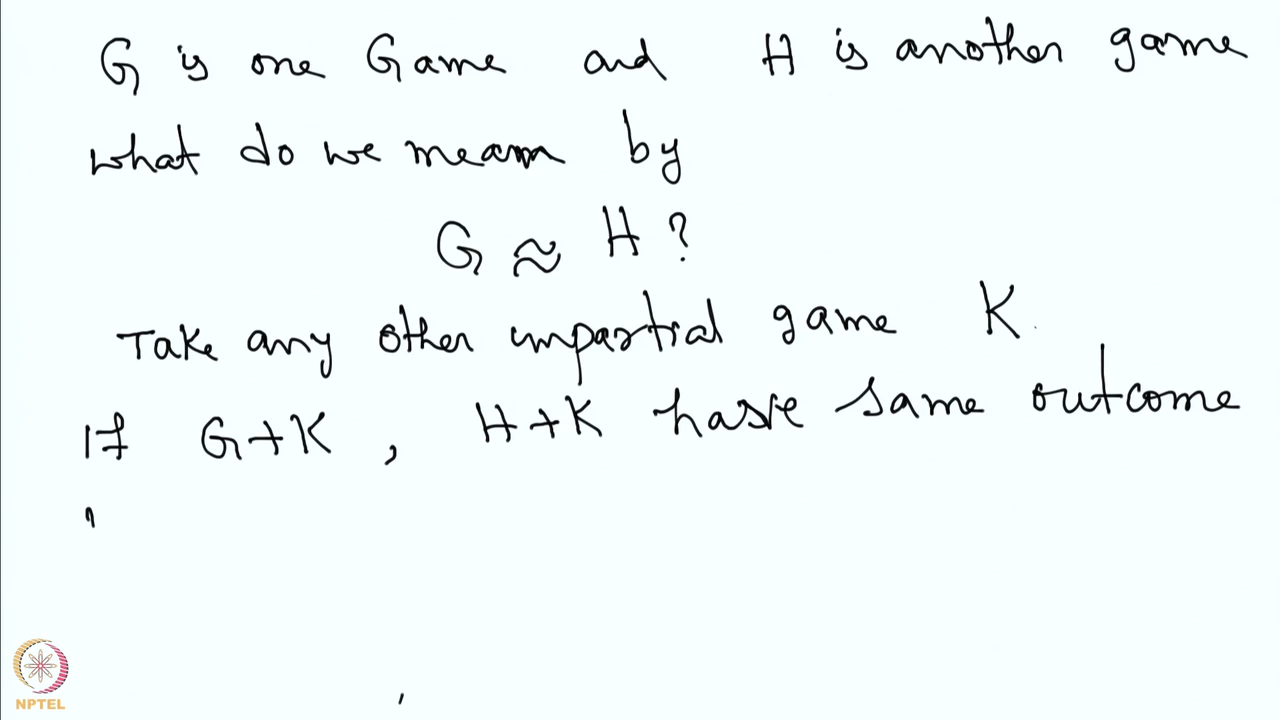 G is one Game and H is another game
what do we mean by
G ≈ H ?
Take any other impartial game K.
If G+K , H+K have same outcome
NPTEL